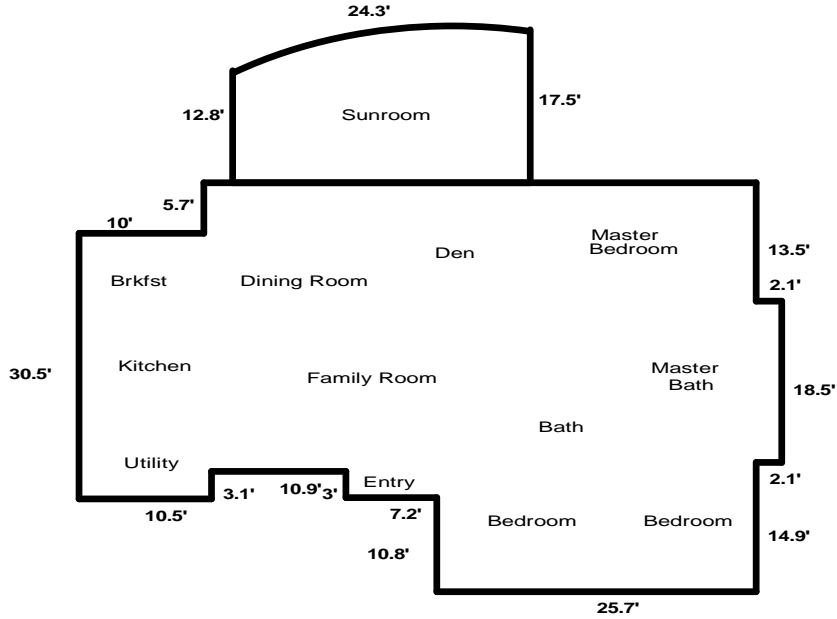 24.3'
12.8'
Sunroom
17.5'
5.7'
10'
Master
Bedroom
Den
13.5'
Brkfst
Dining Room
2.1'
30.5'
Kitchen
Family Room
Master
Bath
18.5'
Bath
Utility
3.1'
10.9'
3'
Entry
2.1'
10.5'
7.2'
Bedroom
Bedroom
14.9'
10.8'
25.7'